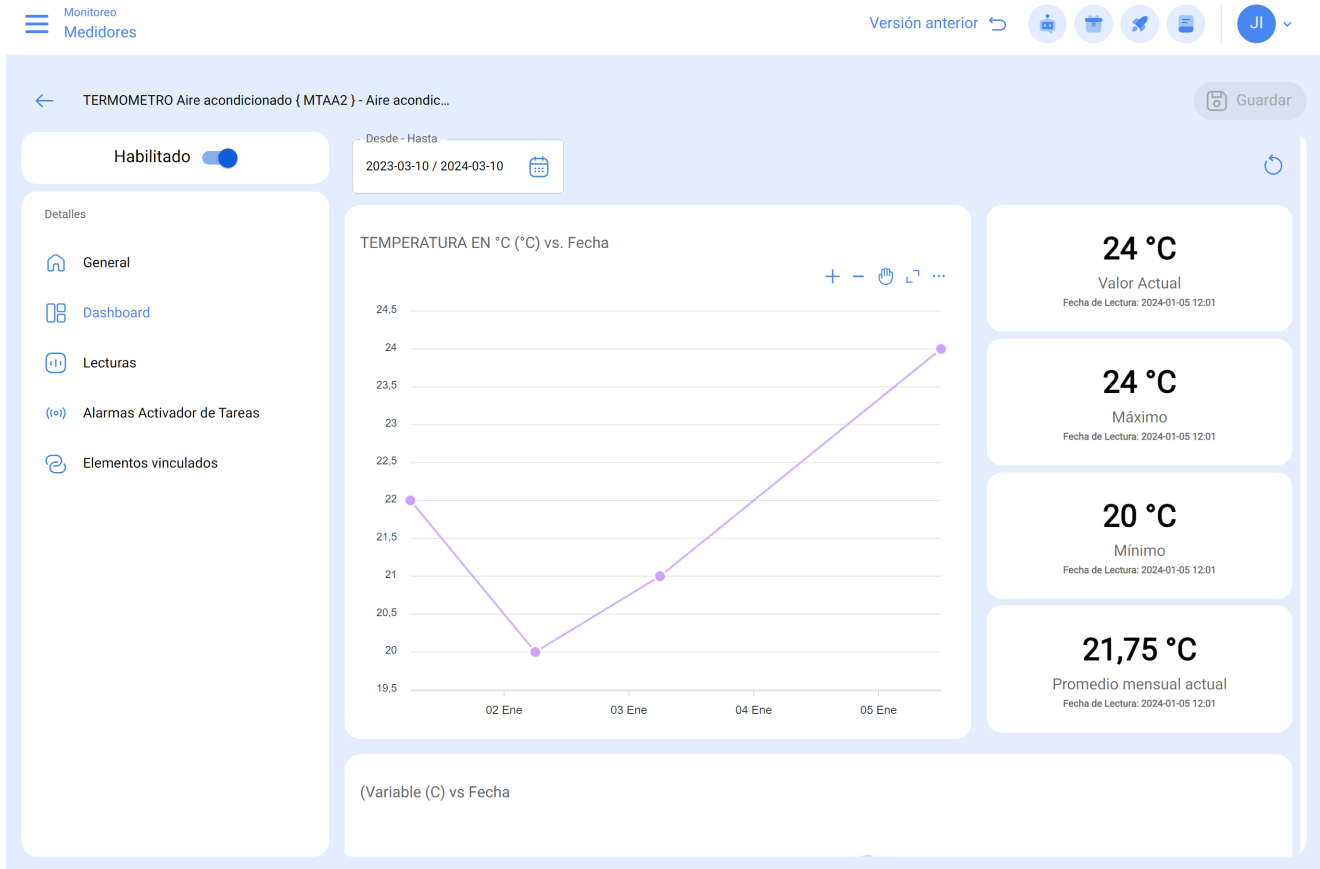 Monitoreo
Medidores
Versión anterior
JI
TERMOMETRO Aire acondicionado { MTAA2 } - Aire acondic...
Guardar
Habilitado
Detalles
General
Dashboard
Lecturas
Alarmas Activador de Tareas
Elementos vinculados
Desde - Hasta
2023-03-10 / 2024-03-10
TEMPERATURA EN °C (°C) vs. Fecha
24,5
24
23,5
23
22,5
22
21,5
21
20,5
20
19,5
02 Ene
03 Ene
04 Ene
05 Ene
24 °C
Valor Actual
Fecha de Lectura: 2024-01-05 12:01
24 °C
Máximo
Fecha de Lectura: 2024-01-05 12:01
20 °C
Mínimo
Fecha de Lectura: 2024-01-05 12:01
21,75 °C
Promedio mensual actual
Fecha de Lectura: 2024-01-05 12:01
(Variable (C) vs Fecha